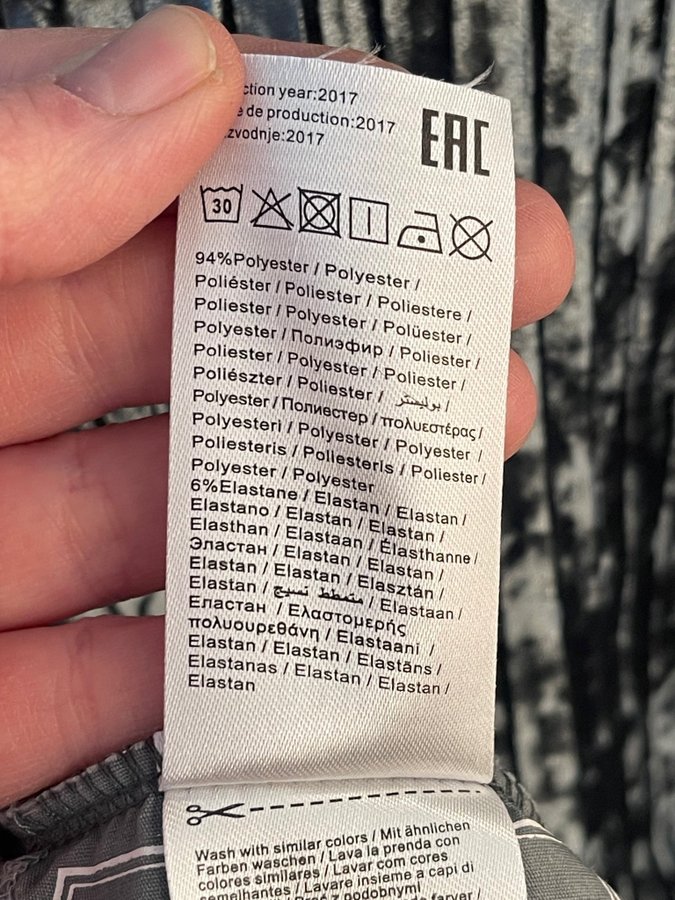 ction year:2017
e de production:2017
zvodnje:2017
EAC
30
94%Polyester / Polyester /
Poliéster / Poliester / Poliestere /
Poliester / Polyester / Polüester /
Polyester / Полиэфир / Poliester /
Poliester / Polyester / Poliester /
Poliészter / Poliester / بوليستر /
Polyester / Полиестер / πολυεστέρας /
Polyesteri / Polyester / Polyester /
Poliesteris / Poliesteris / Poliester /
Polyester / Polyester
6%Elastane / Elastan / Elastan /
Elastano / Elastan / Elastan /
Elasthan / Elastaan / Élasthanne /
Эластан / Elastan / Elastan /
Elastan / Elastan / Elasztán /
Elastan / متمطط نسيج / Elastaan /
Еластан / Ελαστομερής
πολυουρεθάνη / Elastaani /
Elastan / Elastan / Elastāns /
Elastanas / Elastan / Elastan /
Elastan
Wash with similar colors / Mit ähnlichen
Farben waschen / Lava la prenda con
colores similares / Lavar com cores
semelhantes / Lavare insieme a capi di
podobnymi